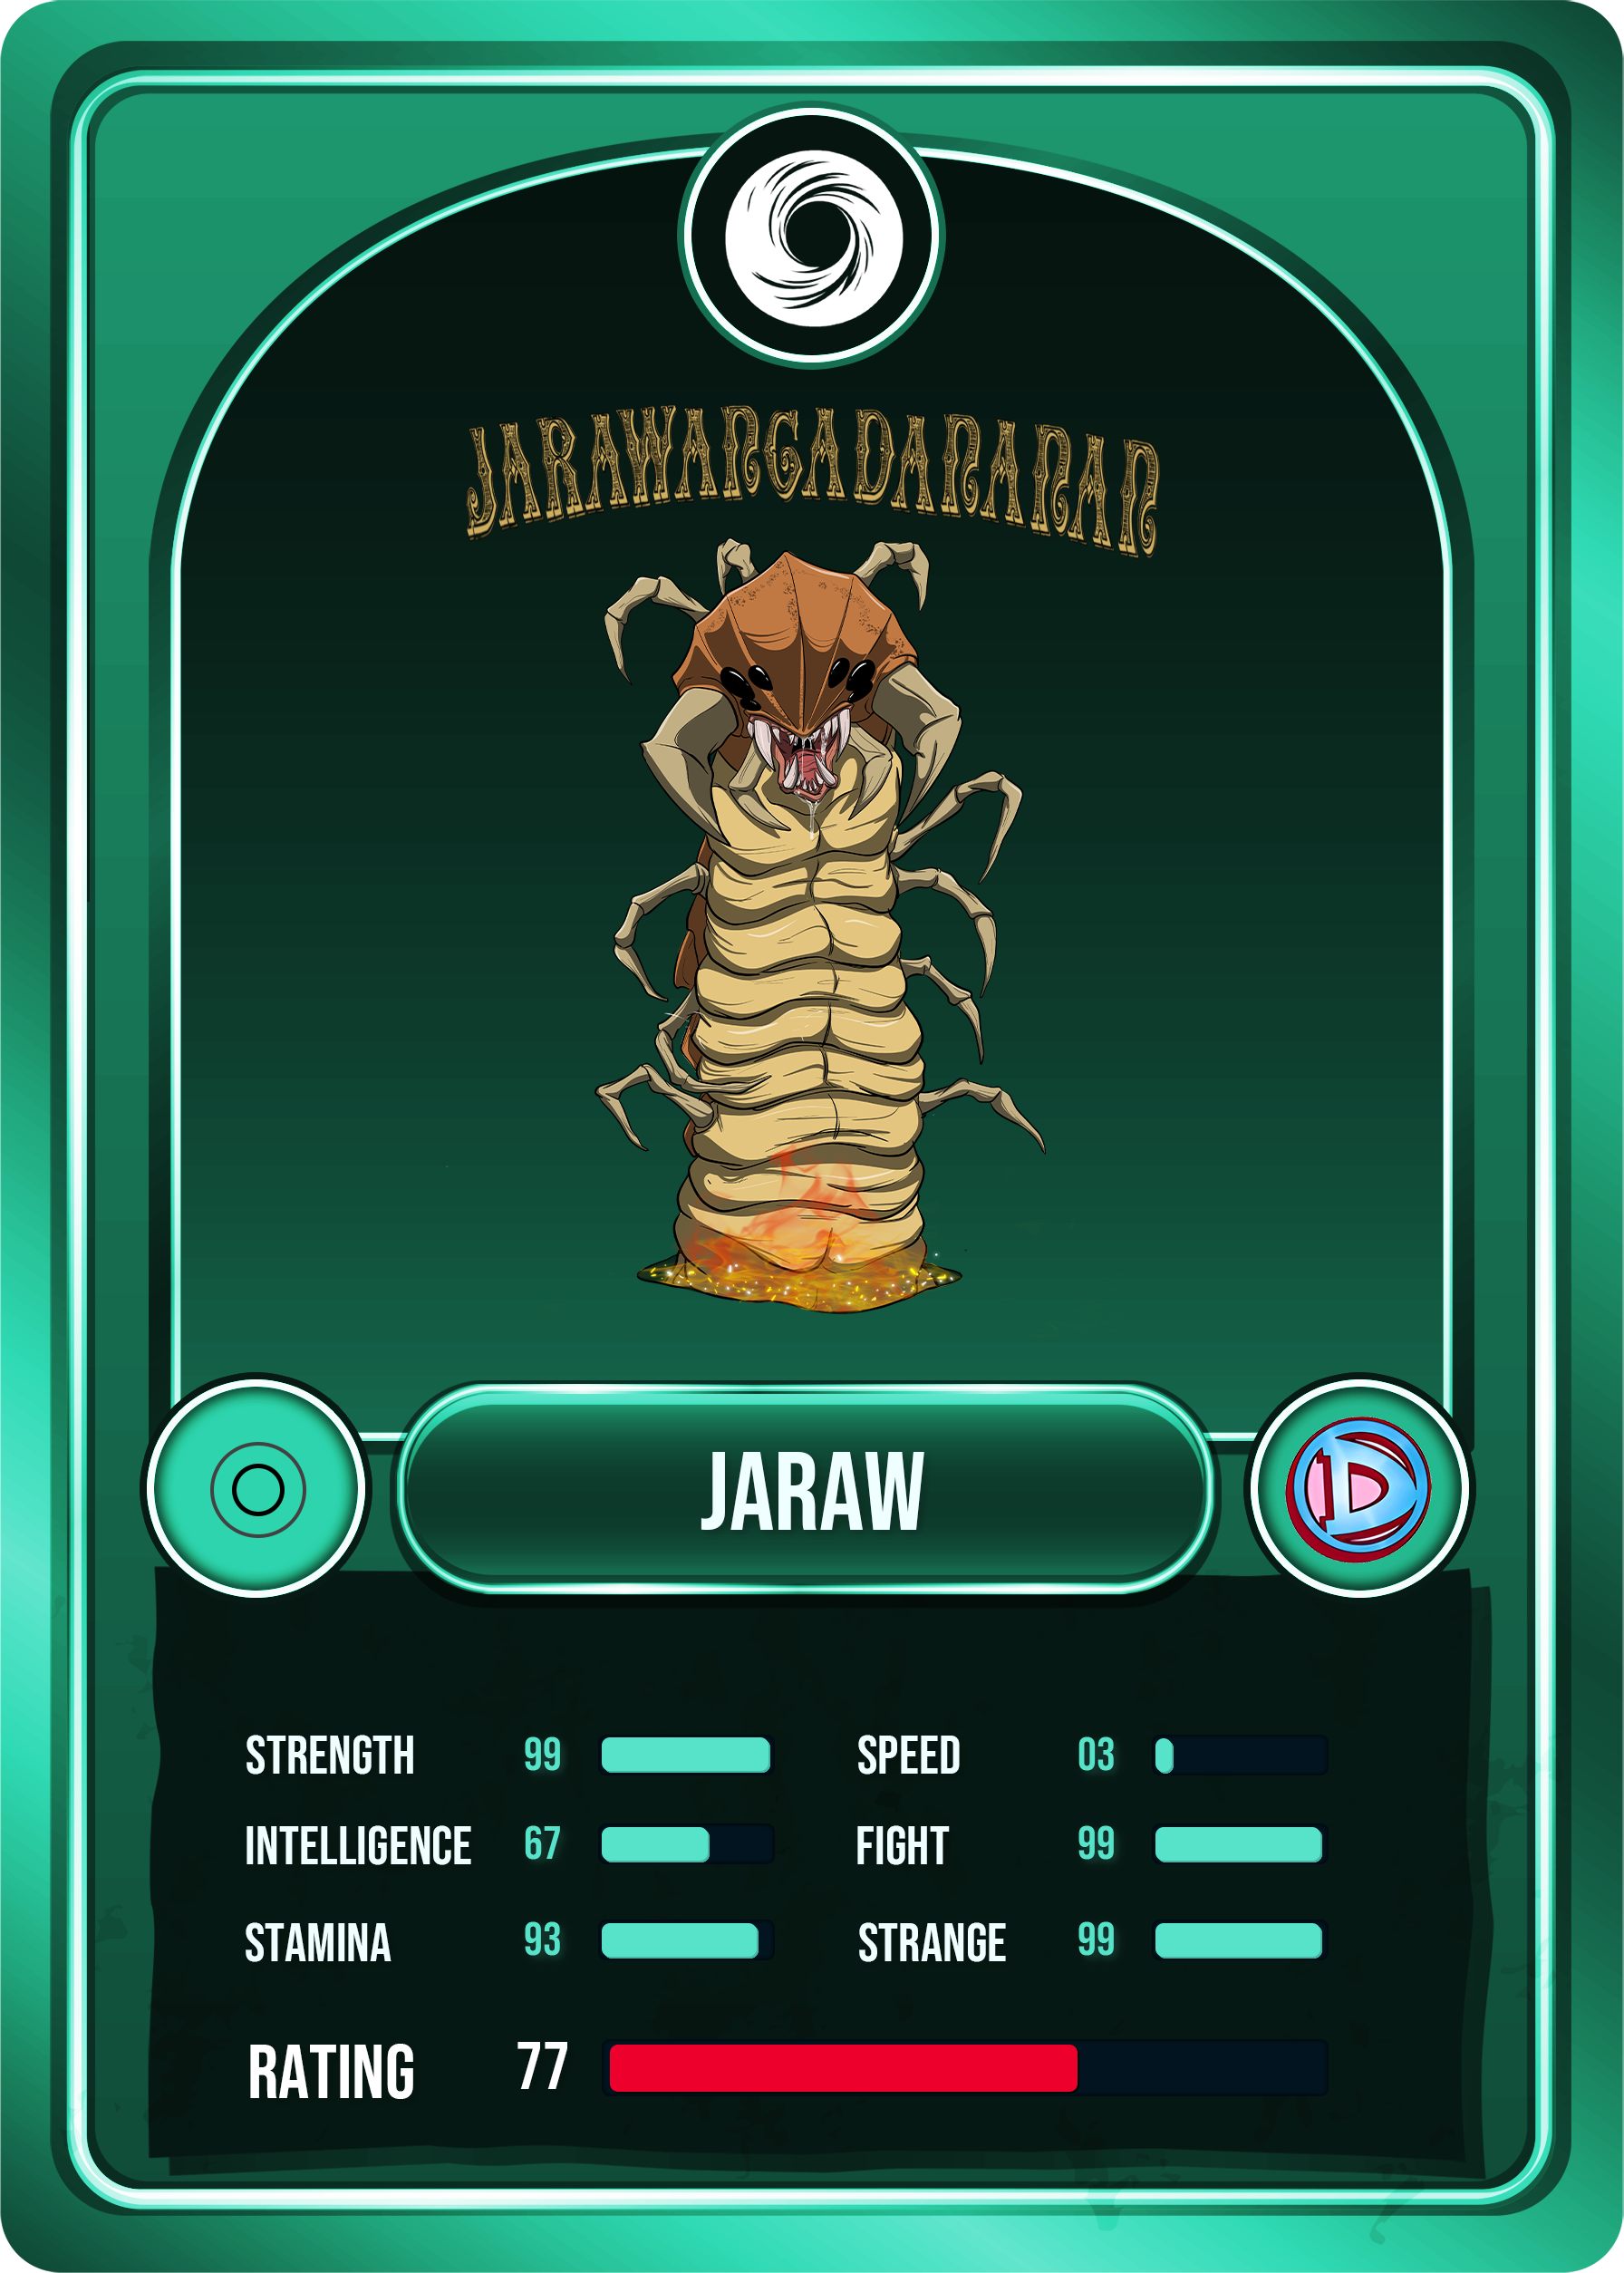 JARAWANGADANANAN
JARAW
D
STRENGTH 99
SPEED 03
INTELLIGENCE 67
FIGHT 99
STAMINA 93
STRANGE 99
RATING 77